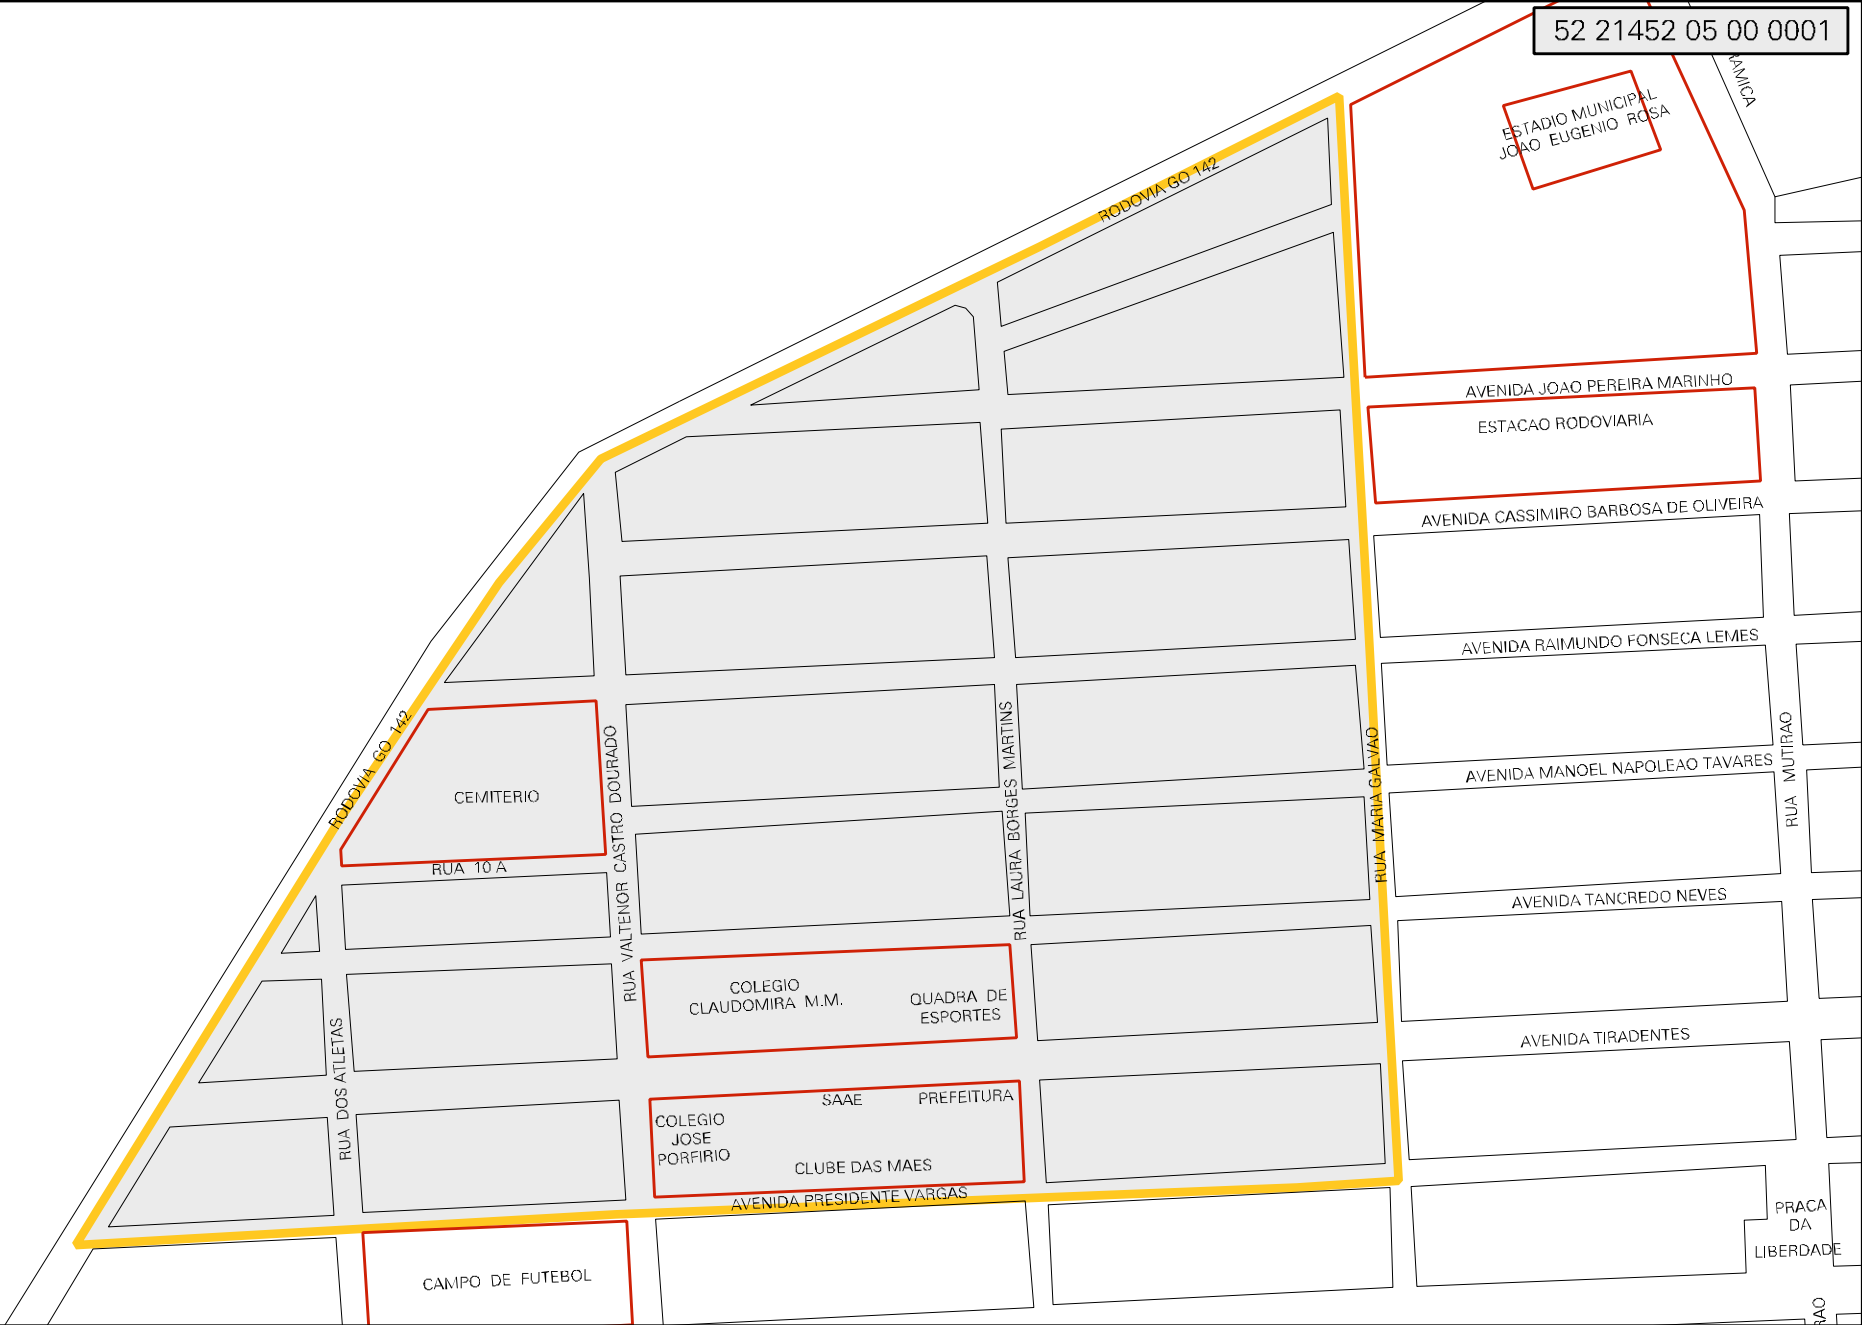 52 21452 05 00 0001
RAMICA
ESTADIO MUNICIPAL
JOAO EUGENIO ROSA
RODOVIA GO 142
AVENIDA JOAO PEREIRA MARINHO
ESTACAO RODOVIARIA
AVENIDA CASSIMIRO BARBOSA DE OLIVEIRA
AVENIDA RAIMUNDO FONSECA LEMES
RODOVIA GO 142
CEMITERIO
RUA 10 A
RUA VALTENOR CASTRO DOURADO
RUA LAURA BORGES MARTINS
RUA MARIA GALVAO
AVENIDA MANOEL NAPOLEAO TAVARES
RUA MUTIRAO
AVENIDA TANCREDO NEVES
COLEGIO
CLAUDOMIRA M.M.
QUADRA DE
ESPORTES
AVENIDA TIRADENTES
RUA DOS ATLETAS
SAAE
PREFEITURA
COLEGIO
JOSE
PORFIRIO
CLUBE DAS MAES
AVENIDA PRESIDENTE VARGAS
PRACA
DA
LIBERDADE
CAMPO DE FUTEBOL
RAO